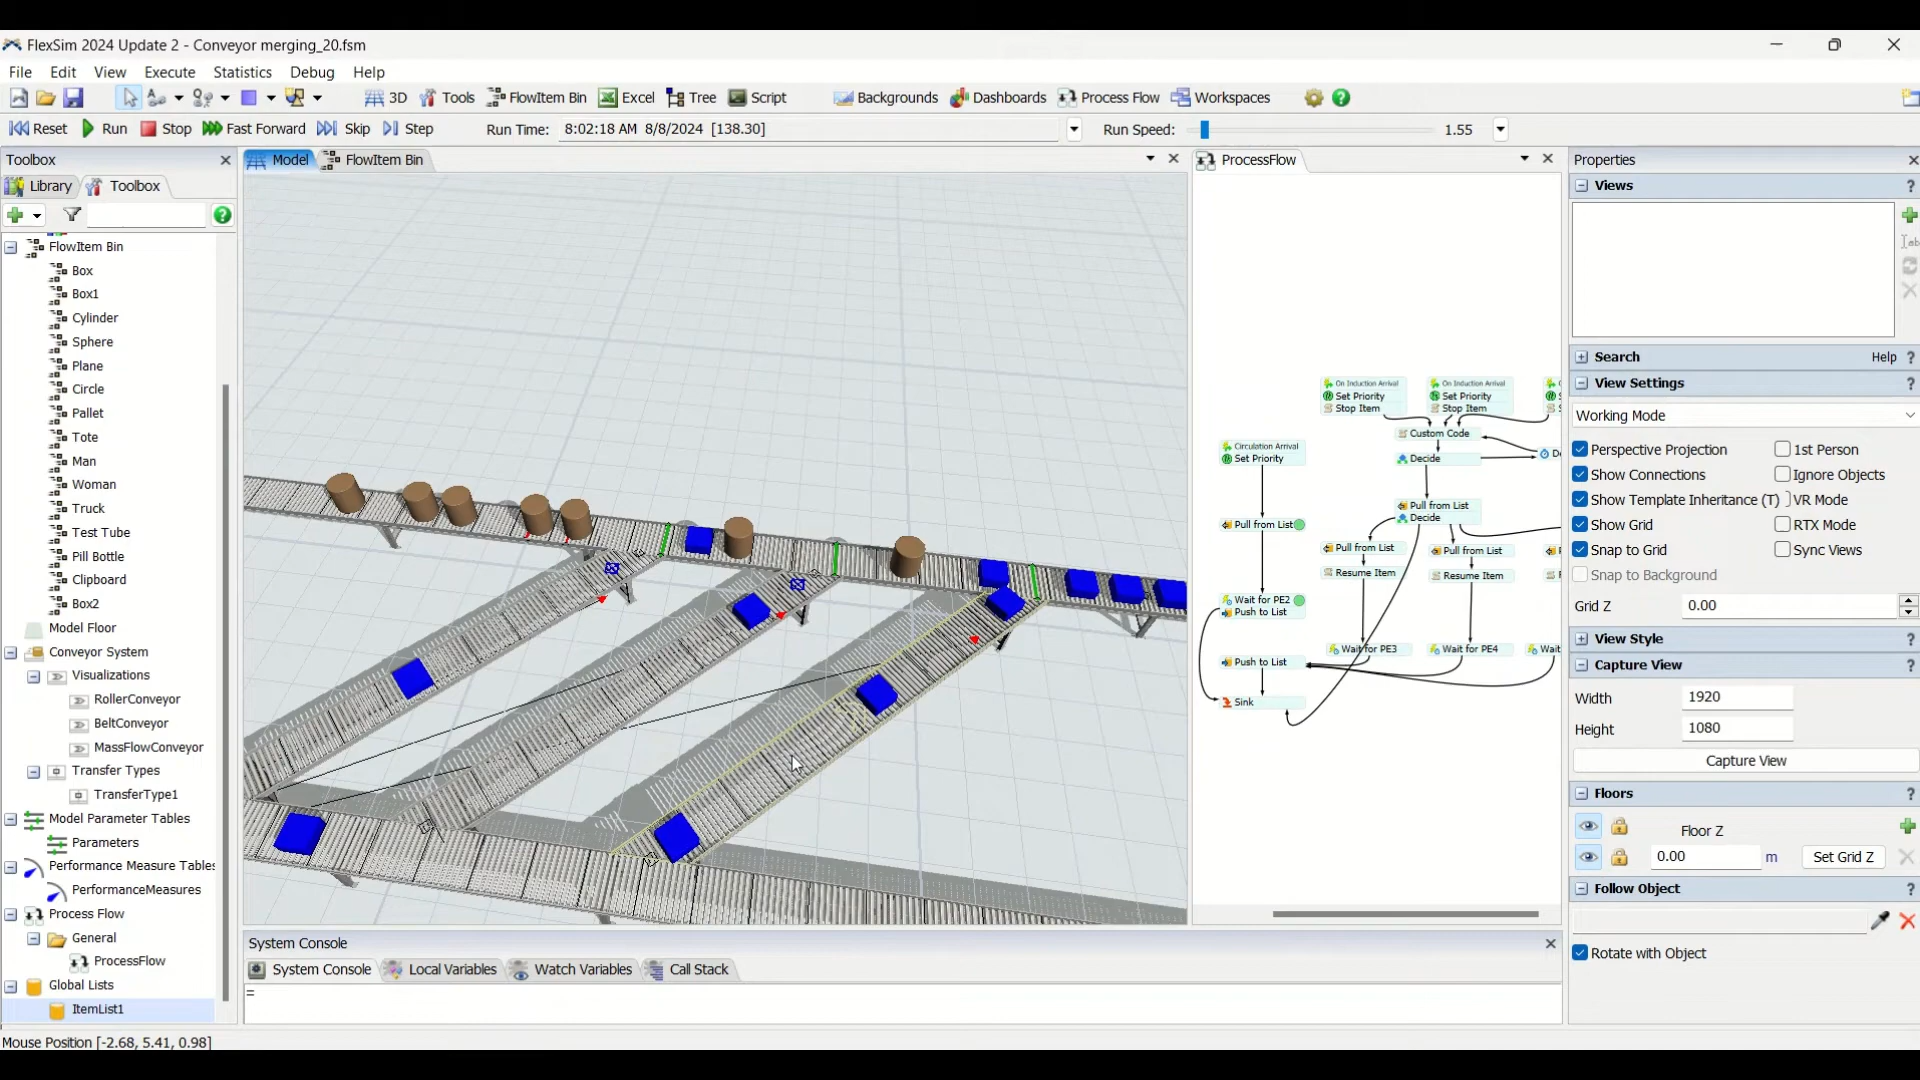 FlexSim 2024 Update 2 - Conveyor merging_20.fsm
File Edit View Execute Statistics Debug Help
3D Tools FlowItem Bin Excel Tree Script Backgrounds Dashboards Process Flow Workspaces
Reset Run Stop Fast Forward Skip Step Run Time: 8:02:18 AM 8/8/2024 [138.30] Run Speed: 1.55
Toolbox
Library Toolbox
FlowItem Bin
Box
Box1
Cylinder
Sphere
Plane
Circle
Pallet
Tote
Man
Woman
Truck
Test Tube
Pill Bottle
Clipboard
Box2
Model Floor
Conveyor System
Visualizations
RollerConveyor
BeltConveyor
MassFlowConveyor
Transfer Types
TransferType1
Model Parameter Tables
Parameters
Performance Measure Tables
PerformanceMeasures
Process Flow
General
ProcessFlow
Global Lists
ItemList1
Mouse Position [-2.68, 5.41, 0.98]
Model FlowItem Bin
ProcessFlow
On Induction Arrival
Set Priority
Stop Item
On Induction Arrival
Set Priority
Stop Item
Custom Code
Decide
Circulation Arrival
Set Priority
Pull from List
Decide
Pull from List
Pull from List
Resume Item
Pull from List
Resume Item
Wait for PE2
Push to List
Wait for PE3
Wait for PE4
Wait
Push to List
Sink
System Console
System Console Local Variables Watch Variables Call Stack
=
Properties
Views
Search Help ?
View Settings ?
Working Mode
Perspective Projection 1st Person
Show Connections Ignore Objects
Show Template Inheritance (T) VR Mode
Show Grid RTX Mode
Snap to Grid Sync Views
Snap to Background
Grid Z 0.00
View Style ?
Capture View ?
Width 1920
Height 1080
Capture View
Floors ?
Floor Z
0.00 m Set Grid Z
Follow Object ?
Rotate with Object